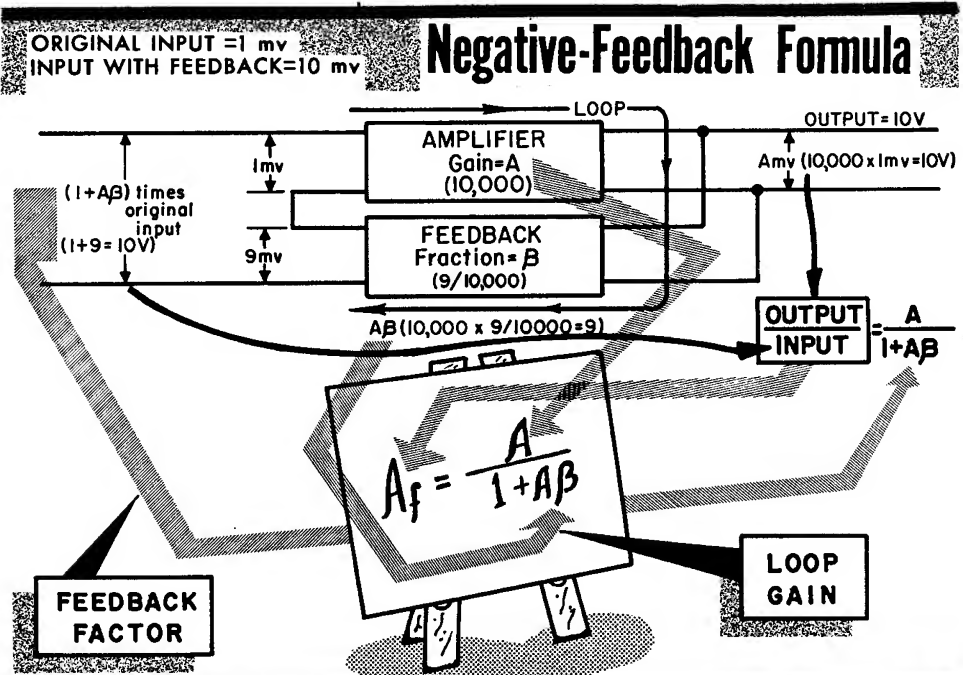 ORIGINAL INPUT =1 mv
INPUT WITH FEEDBACK=10 mv
Negative-Feedback Formula
LOOP
OUTPUT=10V
AMPLIFIER
Gain=A
(10,000)
1mv
Amv (10,000 x 1mv=10V)
(1+Aβ) times
original
input
(1+9=10V)
FEEDBACK
Fraction=β
(9/10,000)
9mv
Aβ(10,000 x 9/10000=9)
OUTPUT
INPUT
=
A
1+Aβ
Af = A
1+Aβ
FEEDBACK
FACTOR
LOOP
GAIN